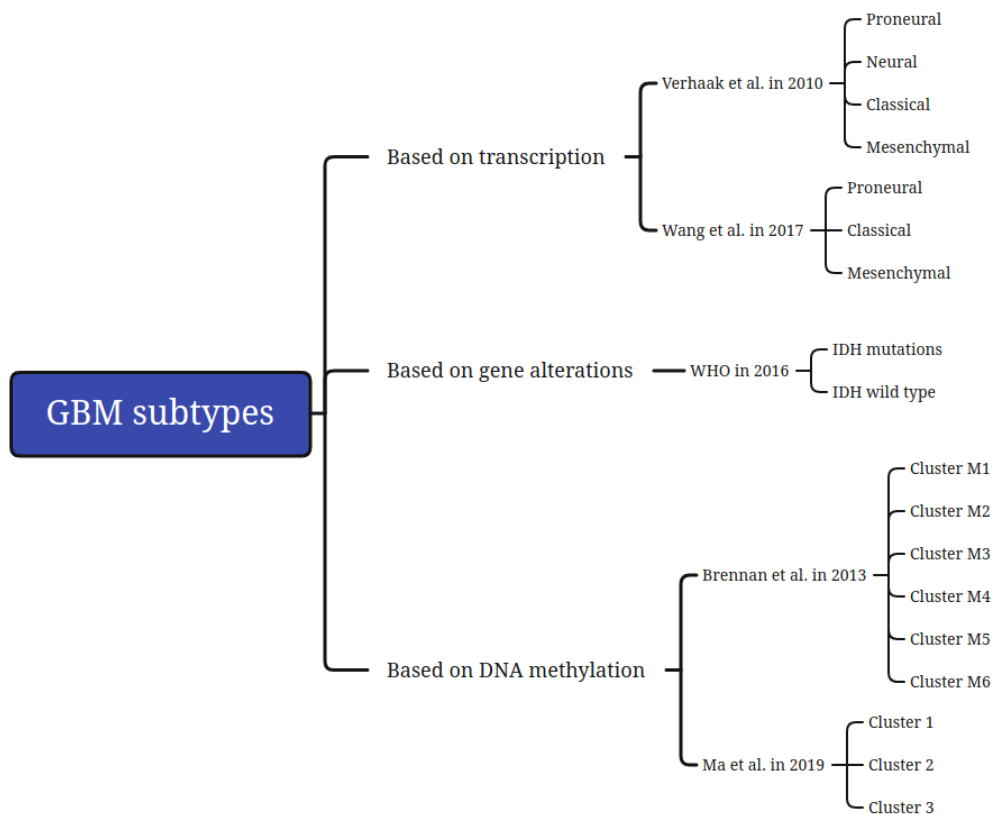 GBM subtypes
Based on transcription
Verhaak et al. in 2010
Proneural
Neural
Classical
Mesenchymal
Wang et al. in 2017
Proneural
Classical
Mesenchymal
Based on gene alterations
WHO in 2016
IDH mutations
IDH wild type
Based on DNA methylation
Brennan et al. in 2013
Cluster M1
Cluster M2
Cluster M3
Cluster M4
Cluster M5
Cluster M6
Ma et al. in 2019
Cluster 1
Cluster 2
Cluster 3